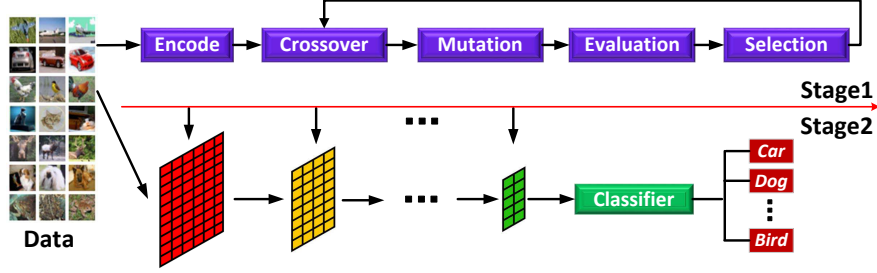 Encode
Crossover
Mutation
Evaluation
Selection
Stage1
Stage2
Classifier
Car
Dog
Bird
Data